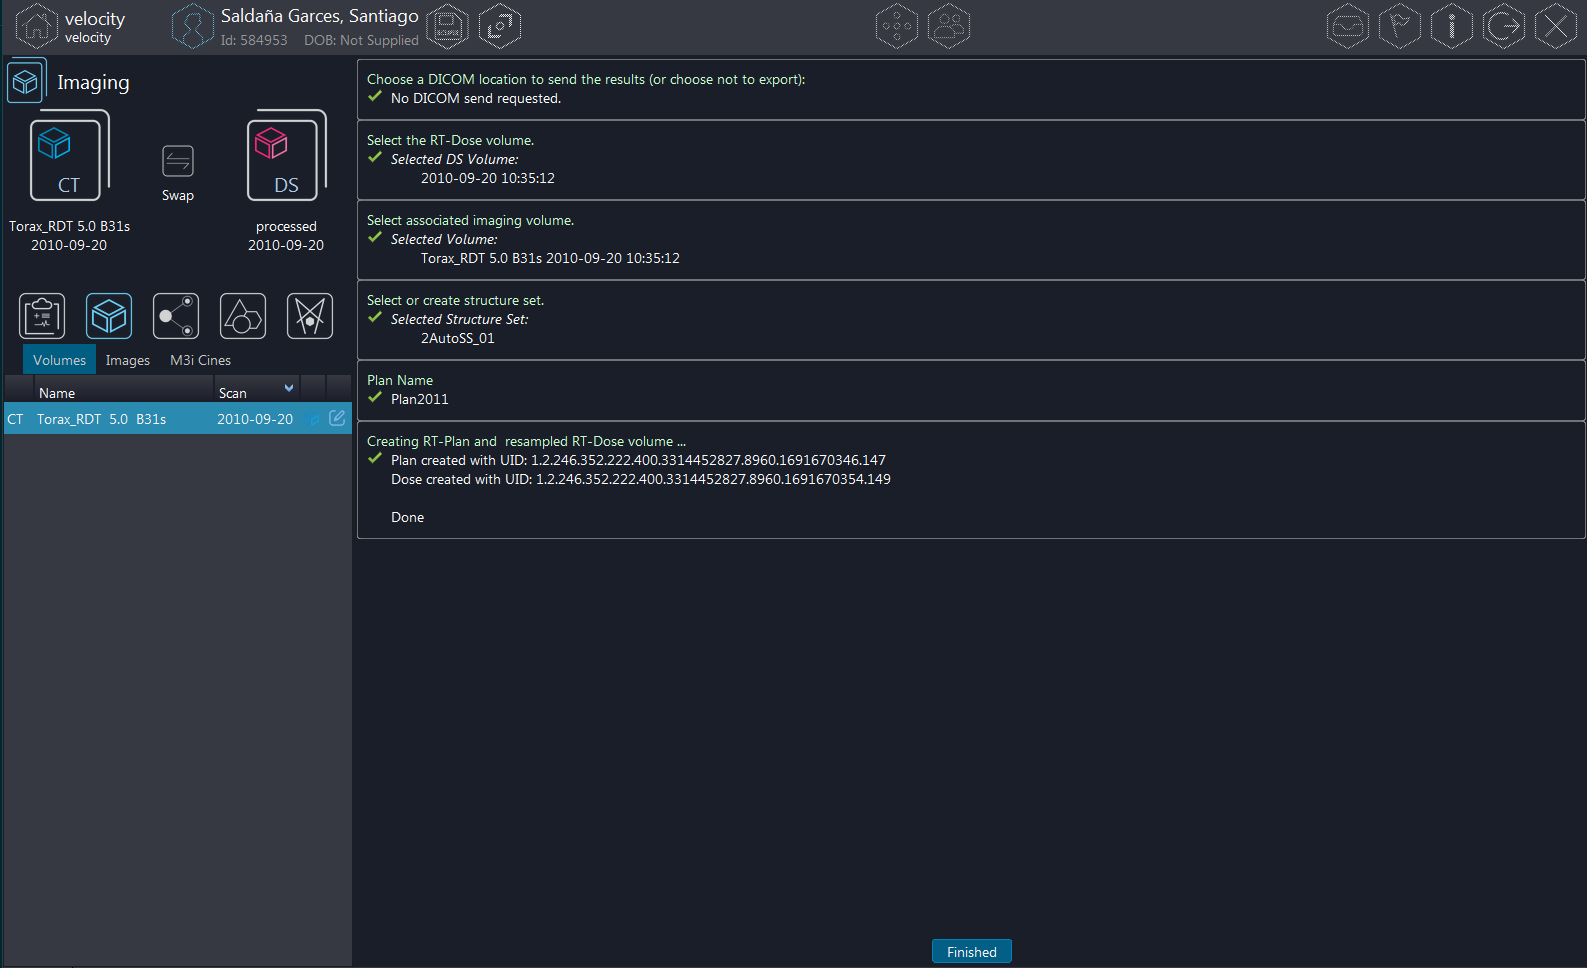 velocity
velocity
Saldaña Garces, Santiago
Id: 584953 DOB: Not Supplied
Imaging
CT
Swap
DS
Torax_RDT 5.0 B31s
2010-09-20
processed
2010-09-20
Volumes Images M3i Cines
Name Scan
CT Torax_RDT 5.0 B31s 2010-09-20
Choose a DICOM location to send the results (or choose not to export):
No DICOM send requested.
Select the RT-Dose volume.
Selected DS Volume:
2010-09-20 10:35:12
Select associated imaging volume.
Selected Volume:
Torax_RDT 5.0 B31s 2010-09-20 10:35:12
Select or create structure set.
Selected Structure Set:
2AutoSS_01
Plan Name
Plan2011
Creating RT-Plan and resampled RT-Dose volume ...
Plan created with UID: 1.2.246.352.222.400.3314452827.8960.1691670346.147
Dose created with UID: 1.2.246.352.222.400.3314452827.8960.1691670354.149
Done
Finished